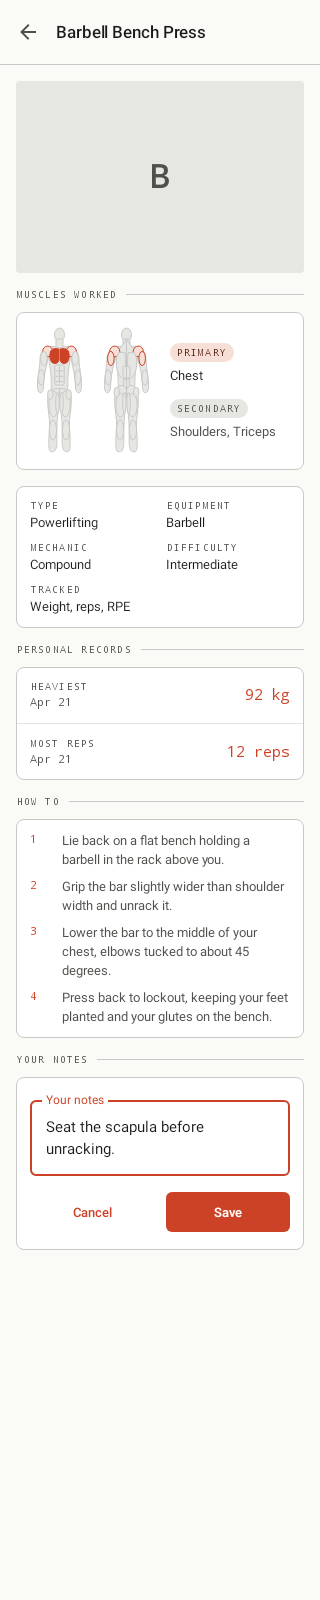 Barbell Bench Press
B
MUSCLES WORKED
PRIMARY
Chest
SECONDARY
Shoulders, Triceps
TYPE
Powerlifting
EQUIPMENT
Barbell
MECHANIC
Compound
DIFFICULTY
Intermediate
TRACKED
Weight, reps, RPE
PERSONAL RECORDS
HEAVIEST
Apr 21
92 kg
MOST REPS
Apr 21
12 reps
HOW TO
1 Lie back on a flat bench holding a
barbell in the rack above you.
2 Grip the bar slightly wider than shoulder
width and unrack it.
3 Lower the bar to the middle of your
chest, elbows tucked to about 45
degrees.
4 Press back to lockout, keeping your feet
planted and your glutes on the bench.
YOUR NOTES
Your notes
Seat the scapula before
unracking.
Cancel
Save